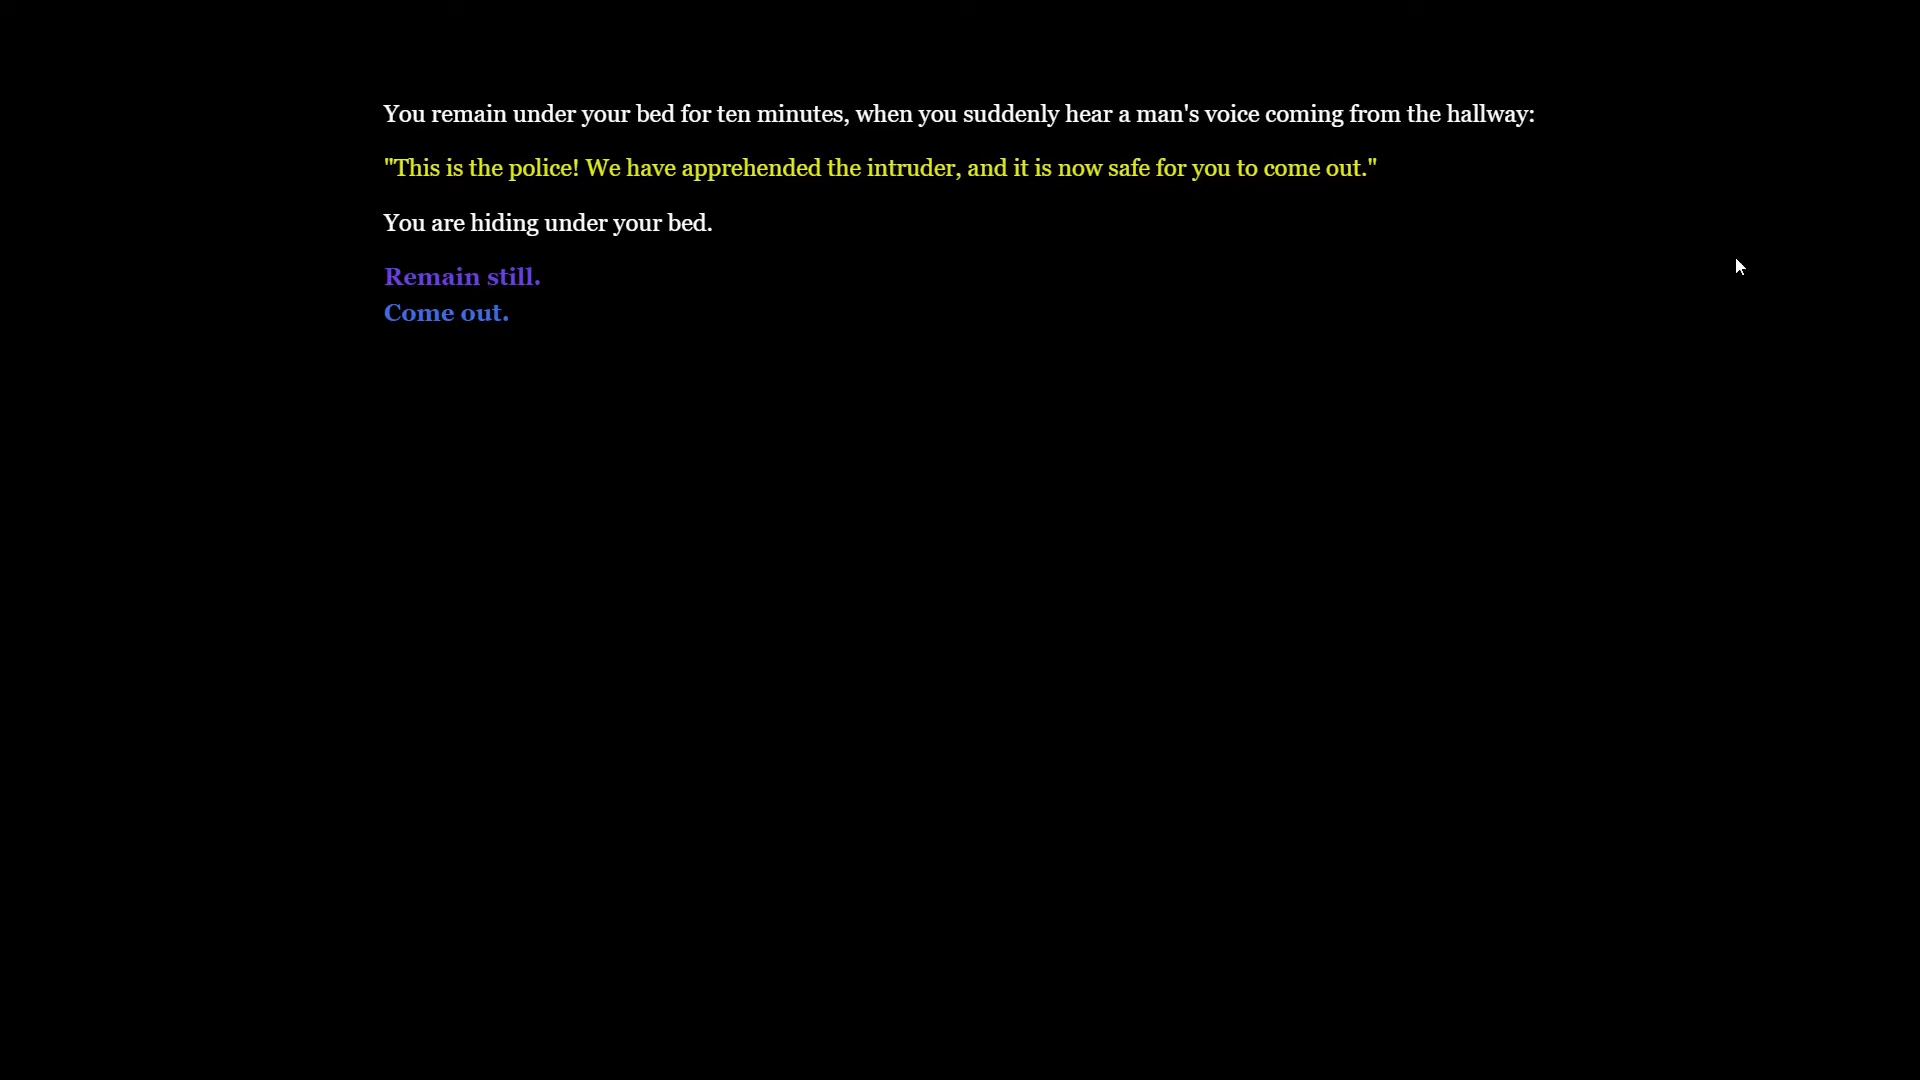 You remain under your bed for ten minutes, when you suddenly hear a man's voice coming from the hallway:
"This is the police! We have apprehended the intruder, and it is now safe for you to come out."
You are hiding under your bed.
Remain still.
Come out.